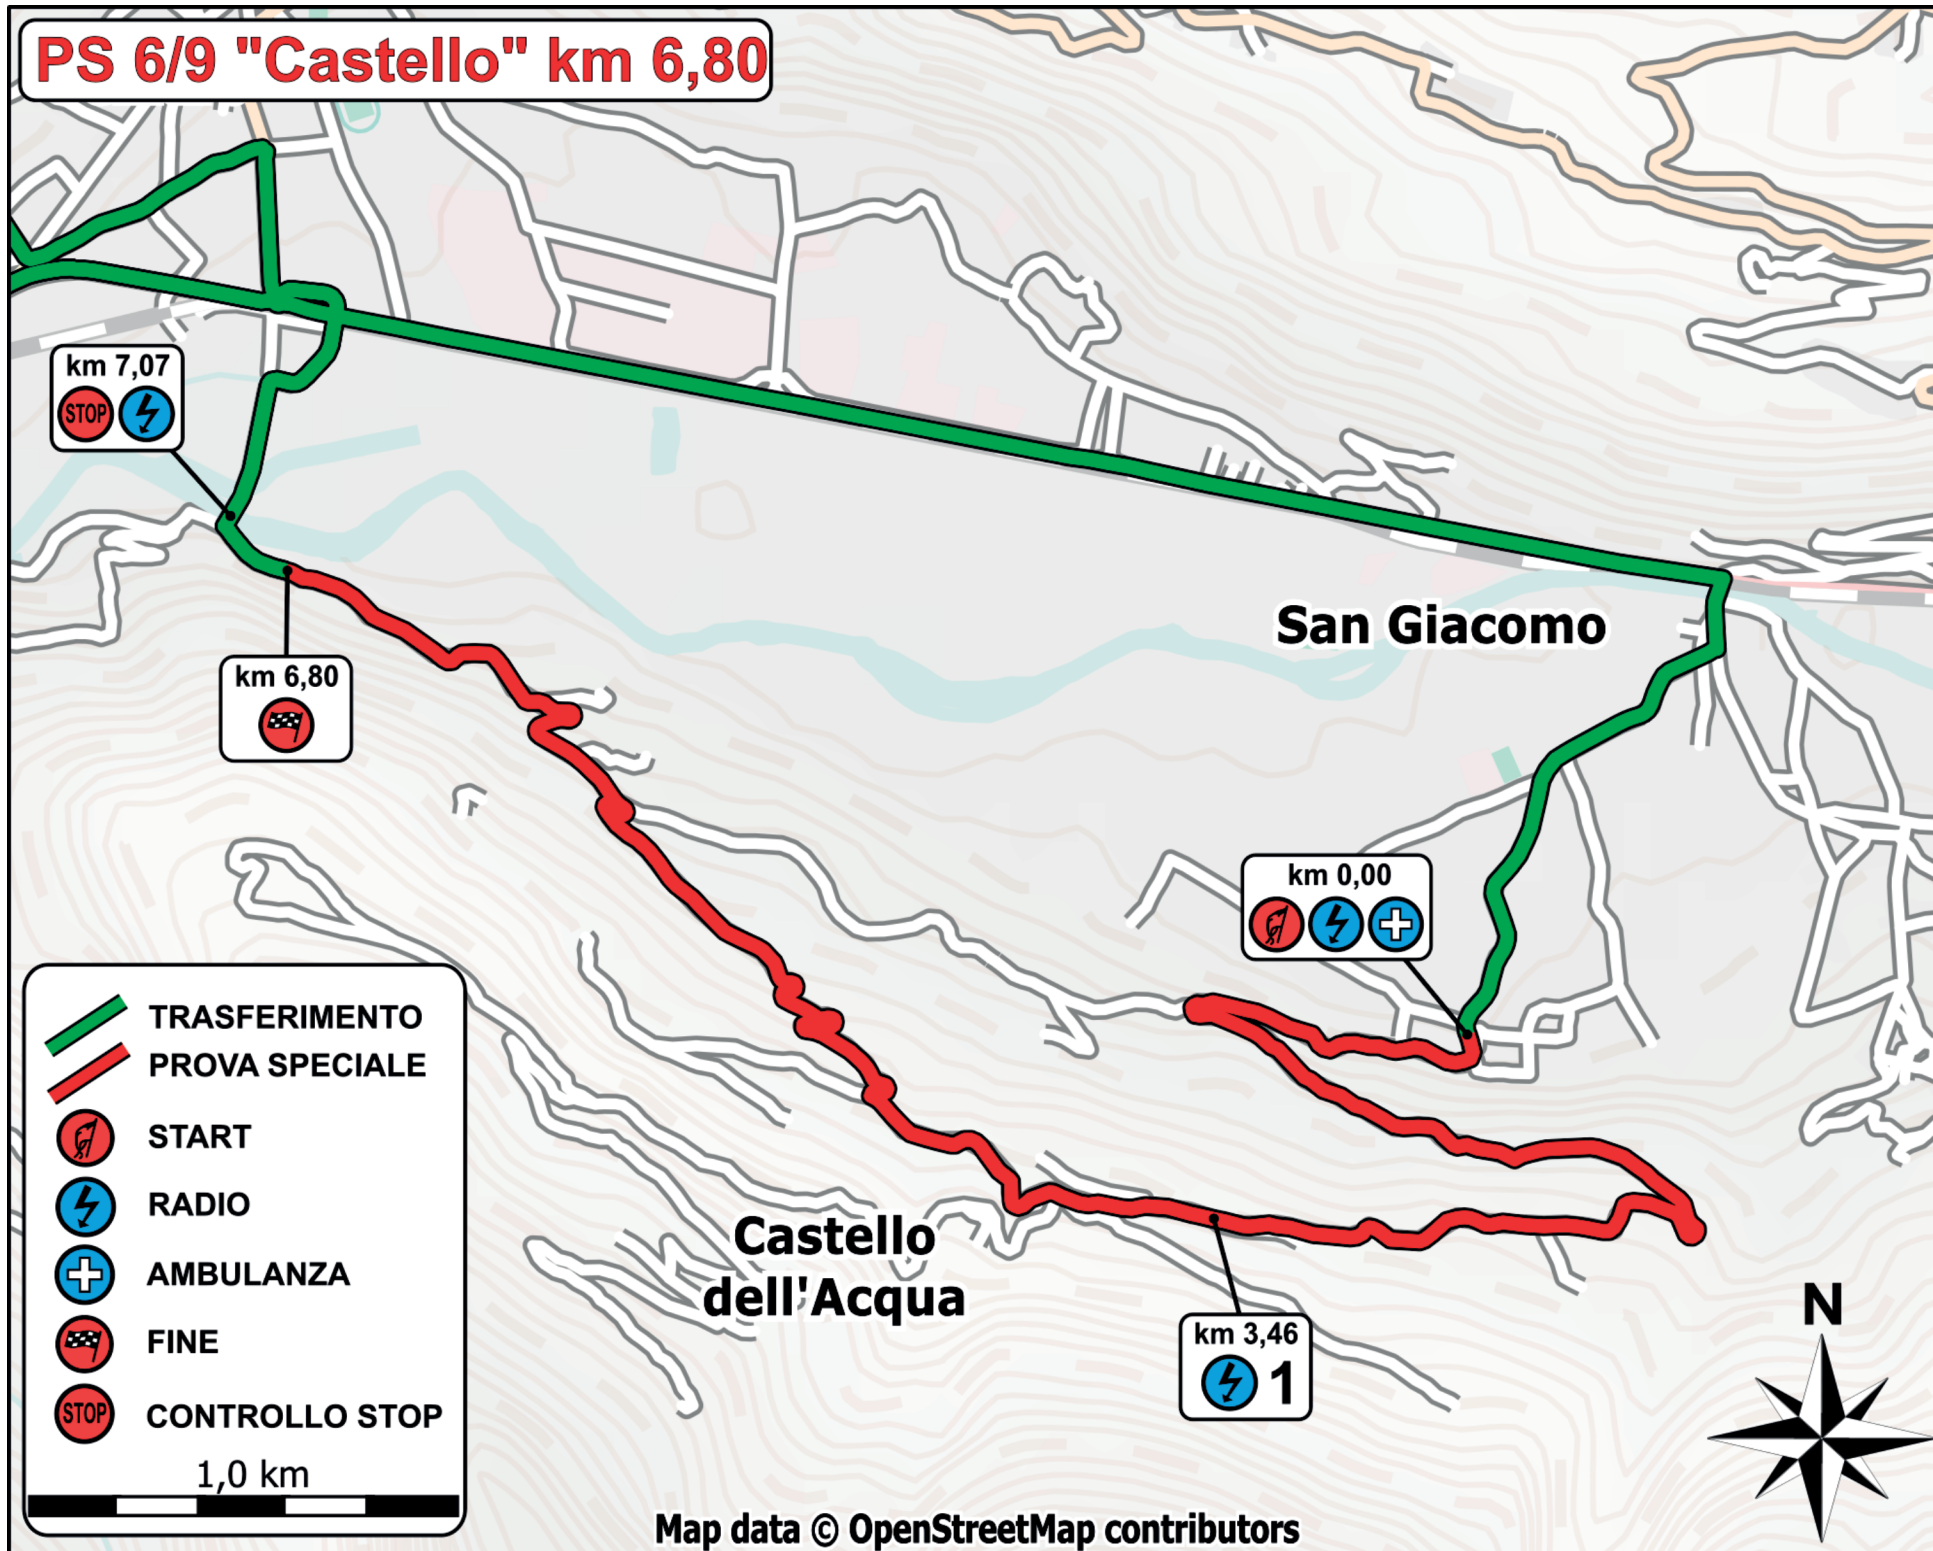 PS 6/9 "Castello" km 6,80
km 7,07
STOP
km 6,80
San Giacomo
km 0,00
Castello
dell'Acqua
km 3,46
1
N
TRASFERIMENTO
PROVA SPECIALE
START
RADIO
AMBULANZA
FINE
STOP CONTROLLO STOP
1,0 km
Map data © OpenStreetMap contributors